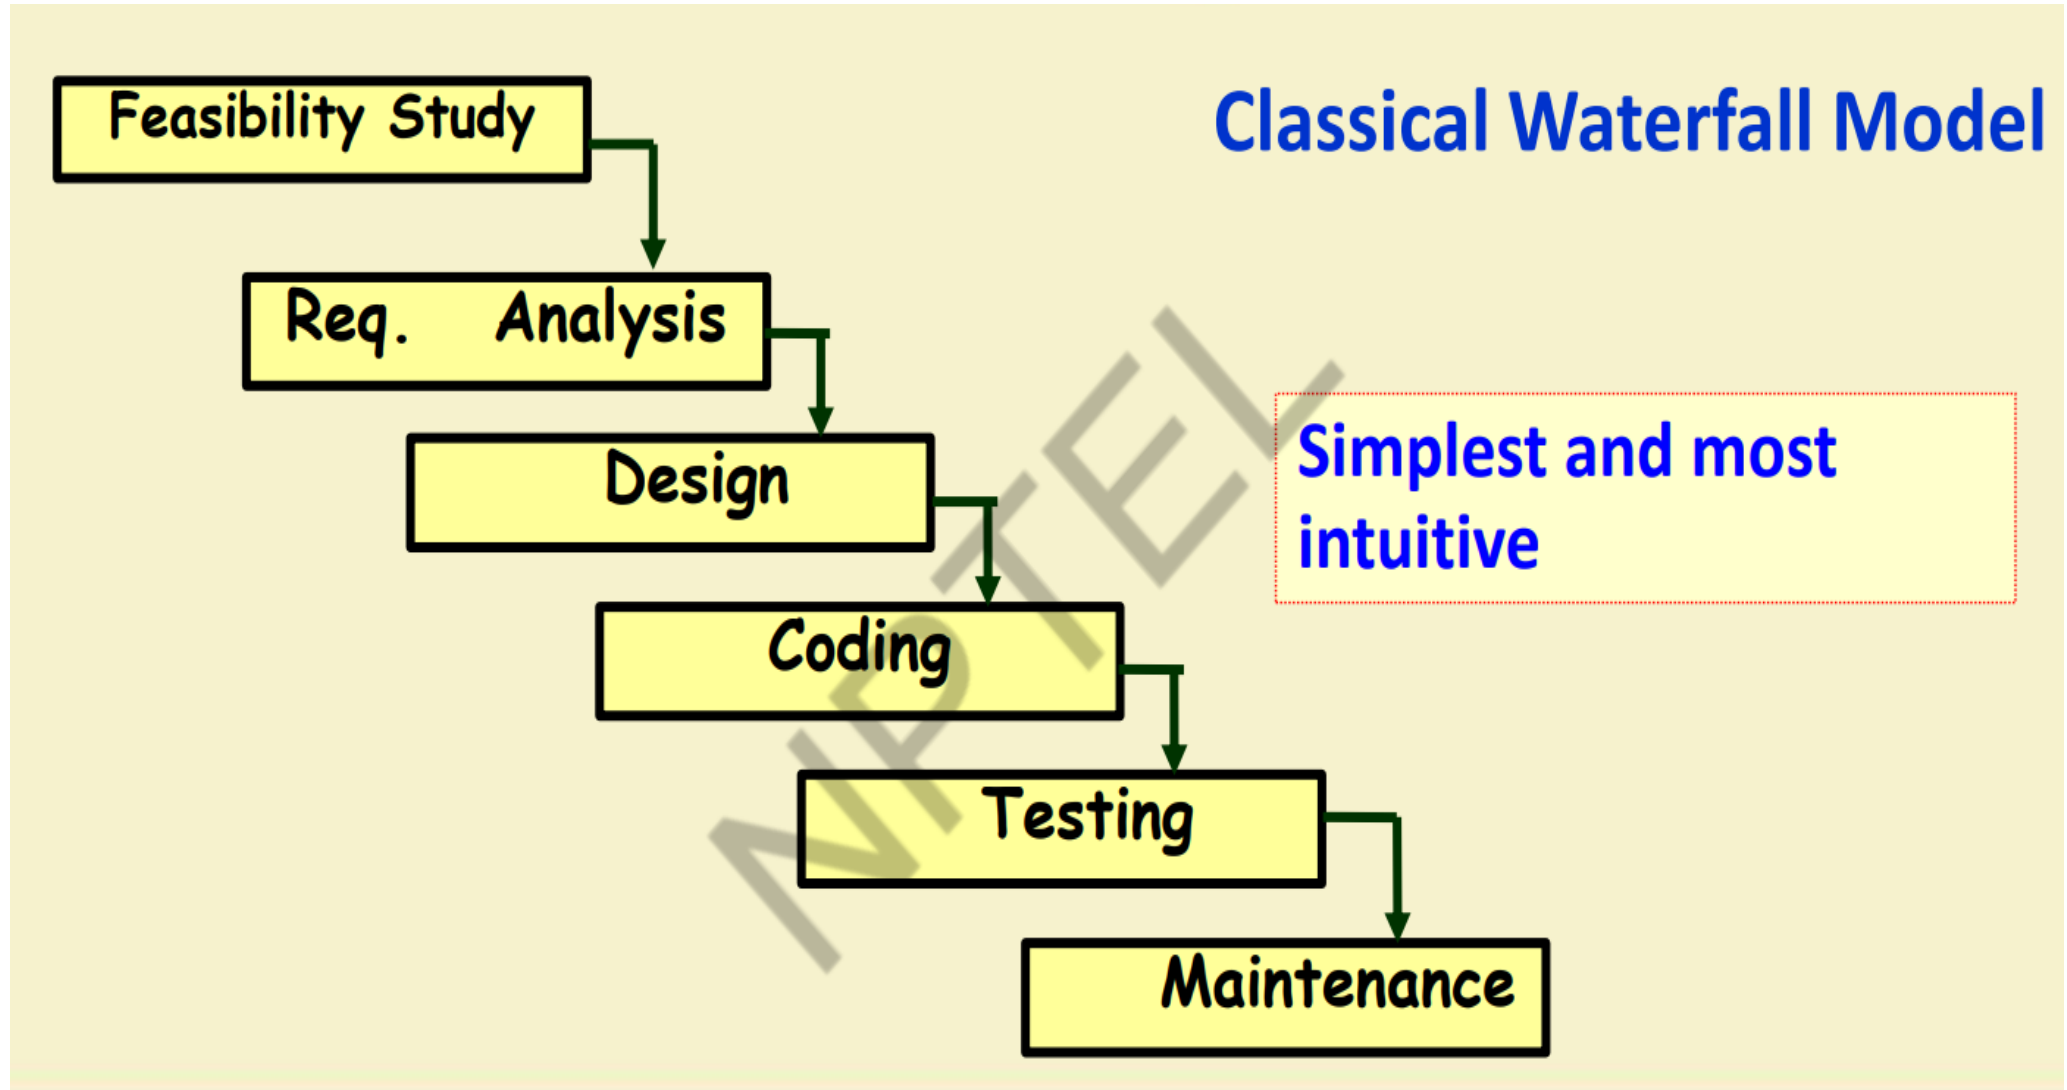 Feasibility Study
Classical Waterfall Model
Req. Analysis
Simplest and most
intuitive
Design
Coding
Testing
Maintenance
NPTEL